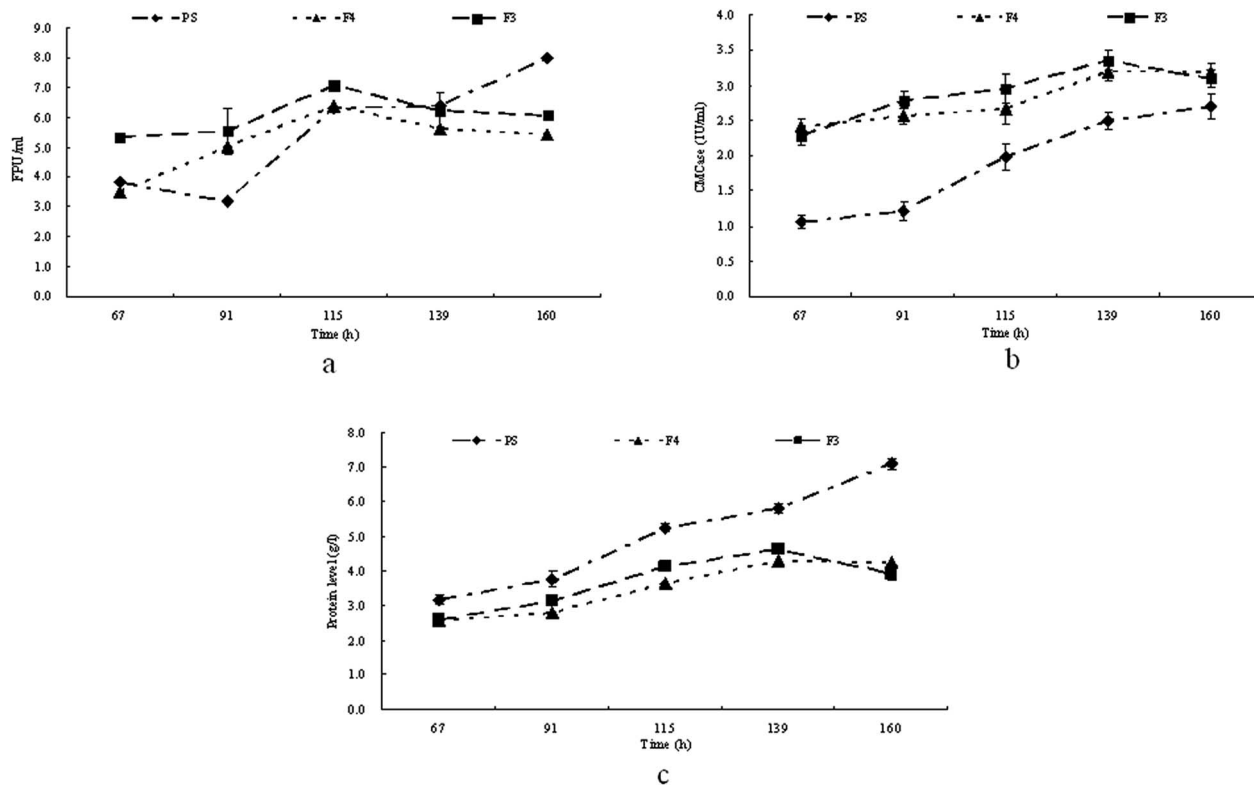 PS F4 F3
9.0
8.0
7.0
6.0
5.0
4.0
3.0
2.0
1.0
0.0
FPU/ml
67 91 115 139 160
Time (h)
a
PS F4 F3
4.0
3.5
3.0
2.5
2.0
1.5
1.0
0.5
0.0
CMCase (IU/ml)
67 91 115 139 160
Time (h)
b
PS F4 F3
8.0
7.0
6.0
5.0
4.0
3.0
2.0
1.0
0.0
Protein level (g/l)
67 91 115 139 160
Time (h)
c